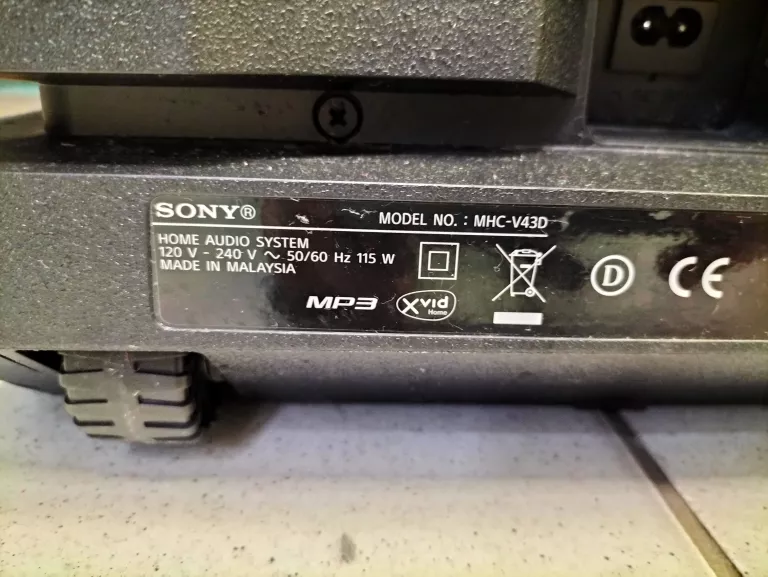 SONY®
MODEL NO. : MHC-V43D
HOME AUDIO SYSTEM
120 V - 240 V ~ 50/60 Hz 115 W
MADE IN MALAYSIA
MP3
Xvid
Home
D
CE